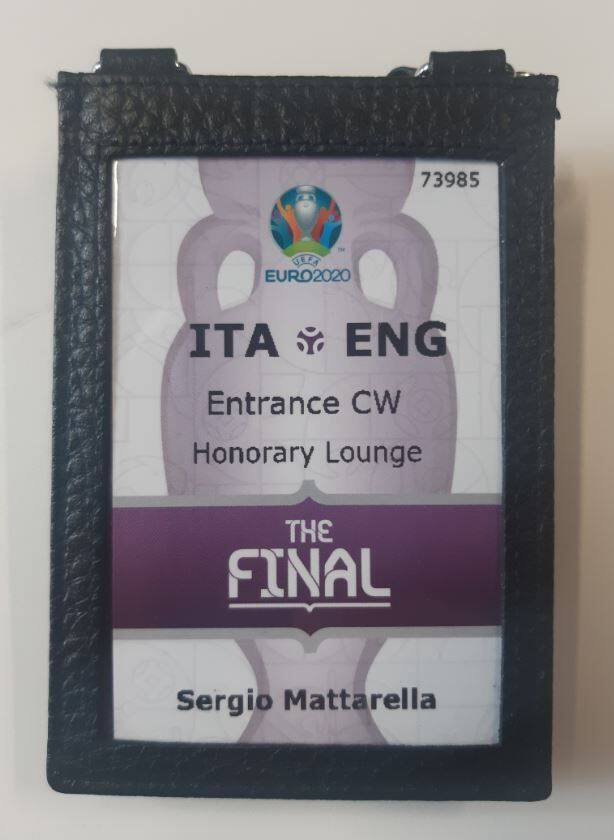 73985
UEFA
EURO2020
ITA ENG
Entrance CW
Honorary Lounge
THE
FINAL
Sergio Mattarella